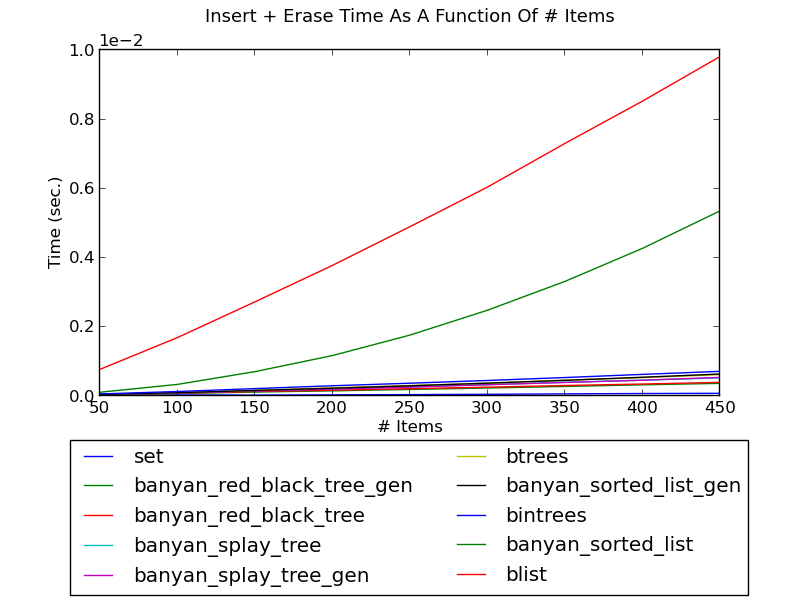 Insert + Erase Time As A Function Of # Items
1e−2
1.0
0.8
0.6
0.4
0.2
0.0
Time (sec.)
50 100 150 200 250 300 350 400 450
# Items
set
banyan_red_black_tree_gen
banyan_red_black_tree
banyan_splay_tree
banyan_splay_tree_gen
btrees
banyan_sorted_list_gen
bintrees
banyan_sorted_list
blist